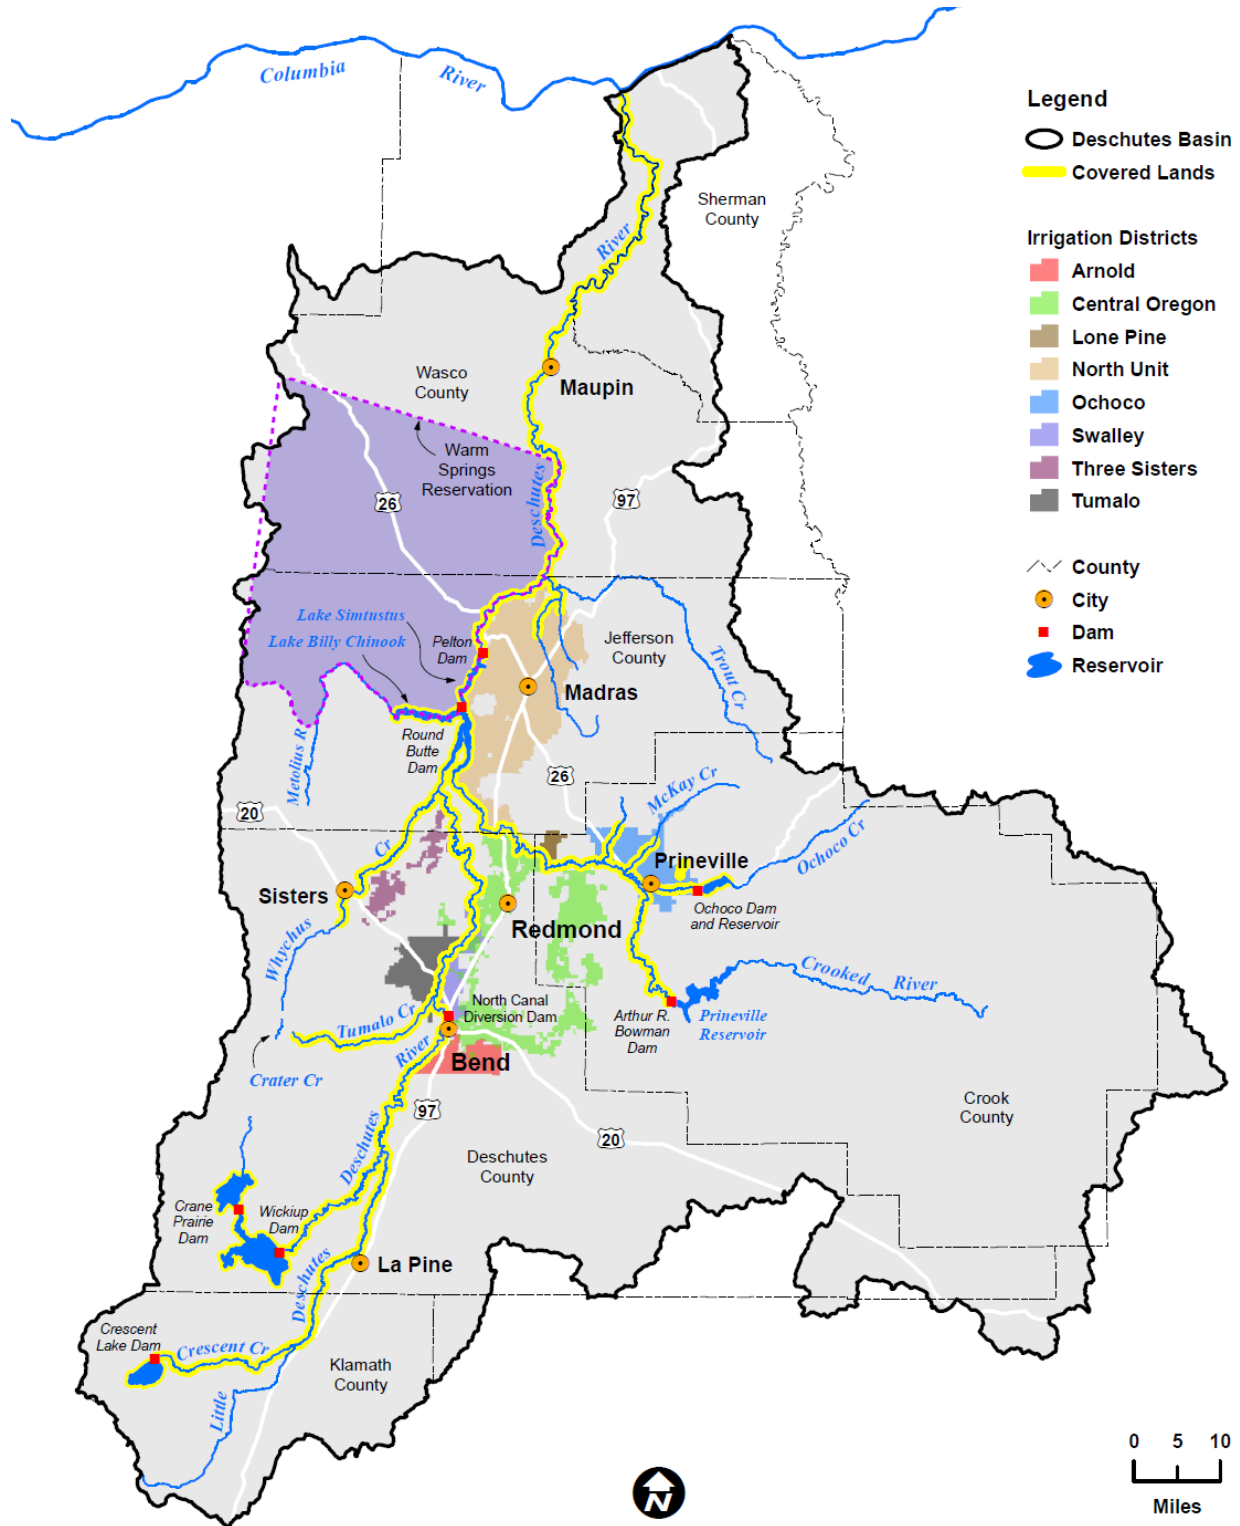 Columbia
River
Legend
Deschutes Basin
Covered Lands
Sherman
County
Irrigation Districts
Arnold
Central Oregon
Lone Pine
North Unit
Ochoco
Swalley
Three Sisters
Tumalo
County
City
Dam
Reservoir
River
Wasco
County
Maupin
Warm
Springs
Reservation
26
97
Deschutes
Lake Simtustus
Lake Billy Chinook
Pelton
Dam
Jefferson
County
Trout Cr
Madras
Metolius R
Round
Butte
Dam
26
McKay Cr
20
Ochoco Cr
Cr
Prineville
Sisters
Ochoco Dam
and Reservoir
Redmond
Whychus
Crooked
River
North Canal
Diversion Dam
Arthur R.
Bowman
Dam
Prineville
Reservoir
Tumalo Cr
River
Bend
Crater Cr
97
Crook
County
20
Deschutes
Deschutes
County
Crane
Prairie
Dam
Wickiup
Dam
La Pine
Deschutes
Crescent
Lake Dam
Crescent Cr
Klamath
County
Little
N
0 5 10
Miles